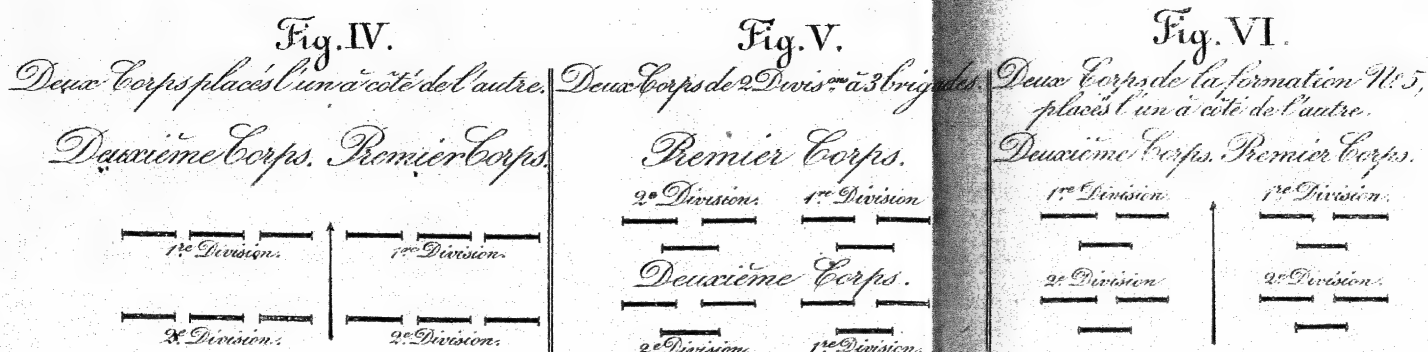 Fig. IV.
Deux Corps placés l'un à côté de l'autre.
Deuxième Corps. Premier Corps.
1re Division. 1re Division.
2e Division. 2e Division.
Fig. V.
Deux Corps de 2 Divis.ons à 3 brigades.
Premier Corps.
2e Division. 1re Division
Deuxième Corps.
2e Division. 1re Division.
Fig. VI.
Deux Corps de la formation No. 5,
placés l'un à côté de l'autre.
Deuxième Corps. Premier Corps.
1re Division 1re Division
2e Division 2e Division